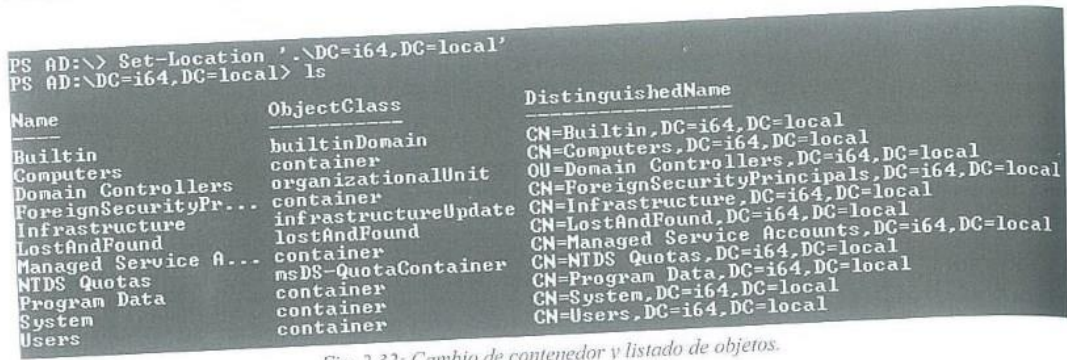 PS AD:\> Set-Location '.\DC=i64,DC=local'
PS AD:\DC=i64,DC=local> ls
Name ObjectClass DistinguishedName
---- ----------- -----------------
Builtin builtinDomain CN=Builtin,DC=i64,DC=local
Computers container CN=Computers,DC=i64,DC=local
Domain Controllers organizationalUnit OU=Domain Controllers,DC=i64,DC=local
ForeignSecurityPr... container CN=ForeignSecurityPrincipals,DC=i64,DC=local
Infrastructure infrastructureUpdate CN=Infrastructure,DC=i64,DC=local
LostAndFound lostAndFound CN=LostAndFound,DC=i64,DC=local
Managed Service A... container CN=Managed Service Accounts,DC=i64,DC=local
NTDS Quotas msDS-QuotaContainer CN=NTDS Quotas,DC=i64,DC=local
Program Data container CN=Program Data,DC=i64,DC=local
System container CN=System,DC=i64,DC=local
Users container CN=Users,DC=i64,DC=local
Fig. 2.32: Cambio de contenedor y listado de objetos.